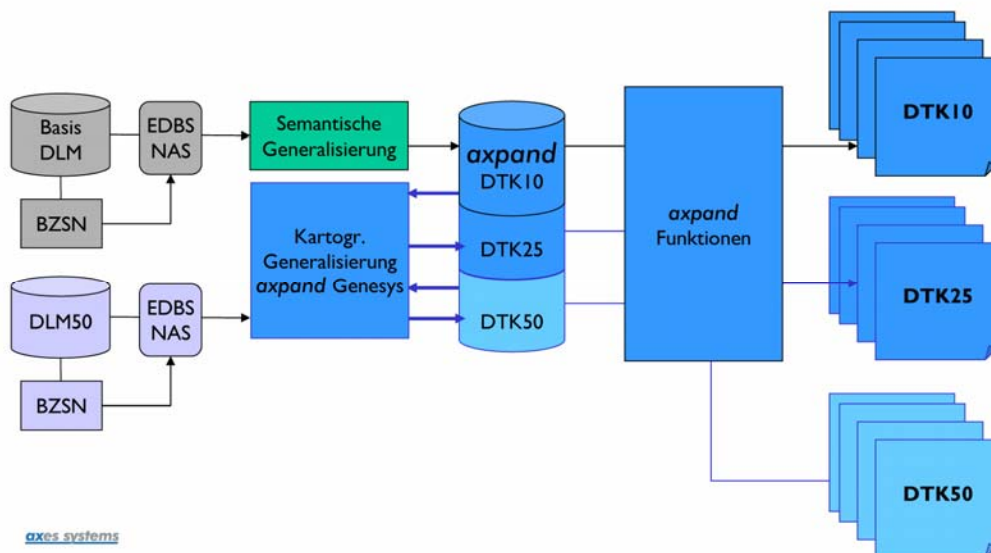 Basis
DLM
EDBS
NAS
BZSN
Semantische
Generalisierung
axpand
DTK10
DTK25
DTK50
Kartogr.
Generalisierung
axpand Genesys
DLM50
EDBS
NAS
BZSN
axpand
Funktionen
DTK10
DTK25
DTK50
axes systems